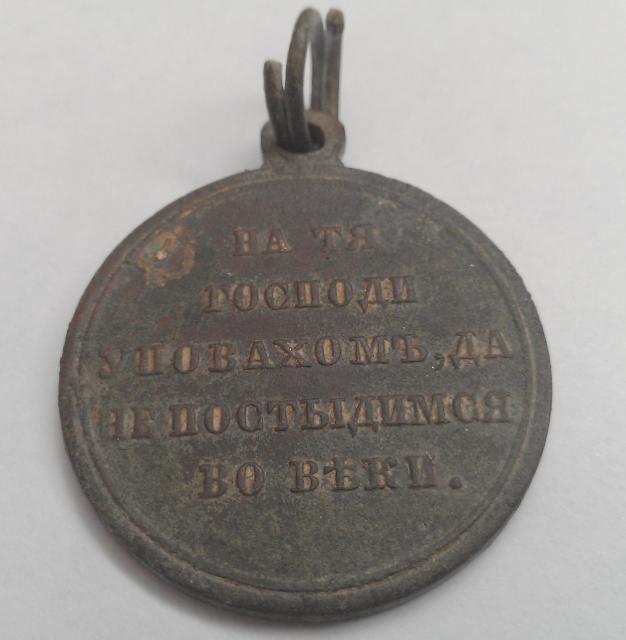 НА ТЯ
ГОСПОДИ
УПОВАХОМЪ, ДА
НЕ ПОСТЫДИМСЯ
ВО ВѢКИ.